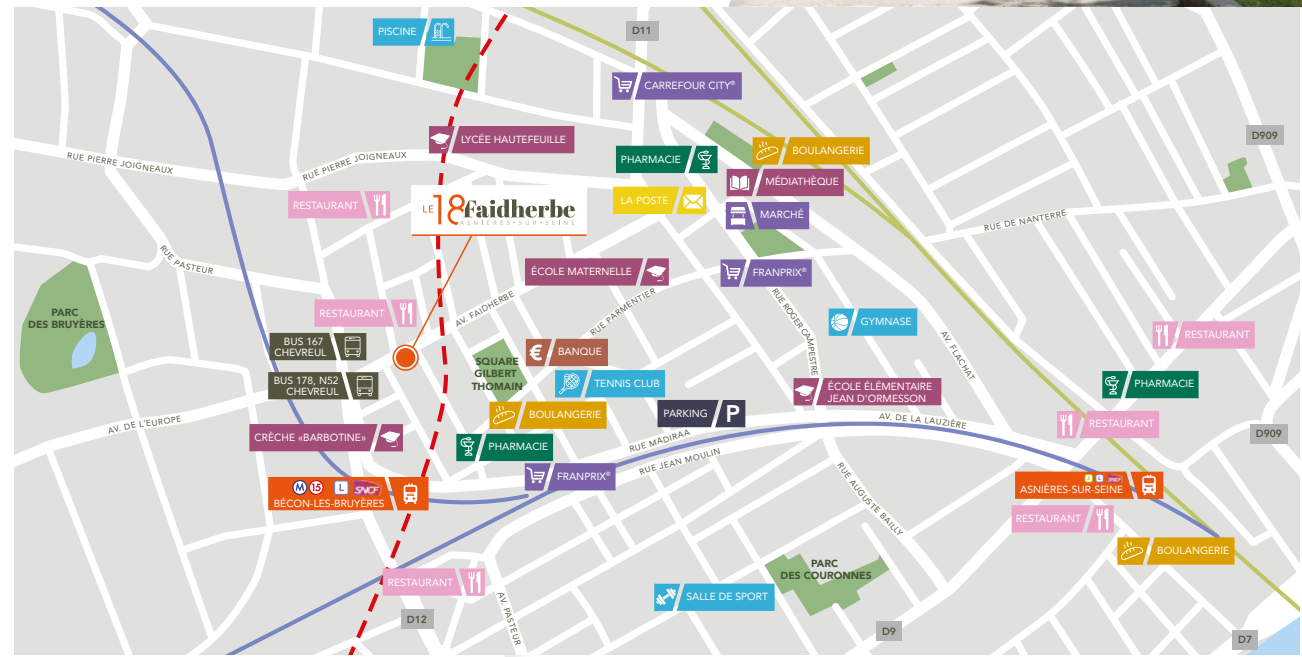 PISCINE
D11
CARREFOUR CITY®
D909
LYCÉE HAUTEFEUILLE
BOULANGERIE
RUE PIERRE JOIGNEAUX
RUE PIERRE JOIGNEAUX
PHARMACIE
MÉDIATHÈQUE
LE 18 Faidherbe
ASNIÈRES-SUR-SEINE
RESTAURANT
LA POSTE
MARCHÉ
RUE DE NANTERRE
RUE PASTEUR
ÉCOLE MATERNELLE
FRANPRIX®
AV. FAIDHERBE
RUE PARMENTIER
RUE ROGER CAMPESTRE
PARC
DES BRUYÈRES
RESTAURANT
GYMNASE
AV. FLACHAT
RESTAURANT
BUS 167
CHEVREUL
SQUARE
GILBERT
THOMAIN
€ BANQUE
BUS 178, N52
CHEVREUL
TENNIS CLUB
ÉCOLE ÉLÉMENTAIRE
JEAN D'ORMESSON
PHARMACIE
AV. DE L'EUROPE
BOULANGERIE
PARKING P
AV. DE LA LAUZIÈRE
RESTAURANT
D909
CRÈCHE «BARBOTINE»
PHARMACIE
RUE MADIRAA
RUE JEAN MOULIN
FRANPRIX®
M 15 L SNCF
BÉCON-LES-BRUYÈRES
RUE AUGUSTE BAILLY
J L SNCF
ASNIÈRES-SUR-SEINE
RESTAURANT
BOULANGERIE
PARC
DES COURONNES
RESTAURANT
SALLE DE SPORT
AV. PASTEUR
D12
D9
D7